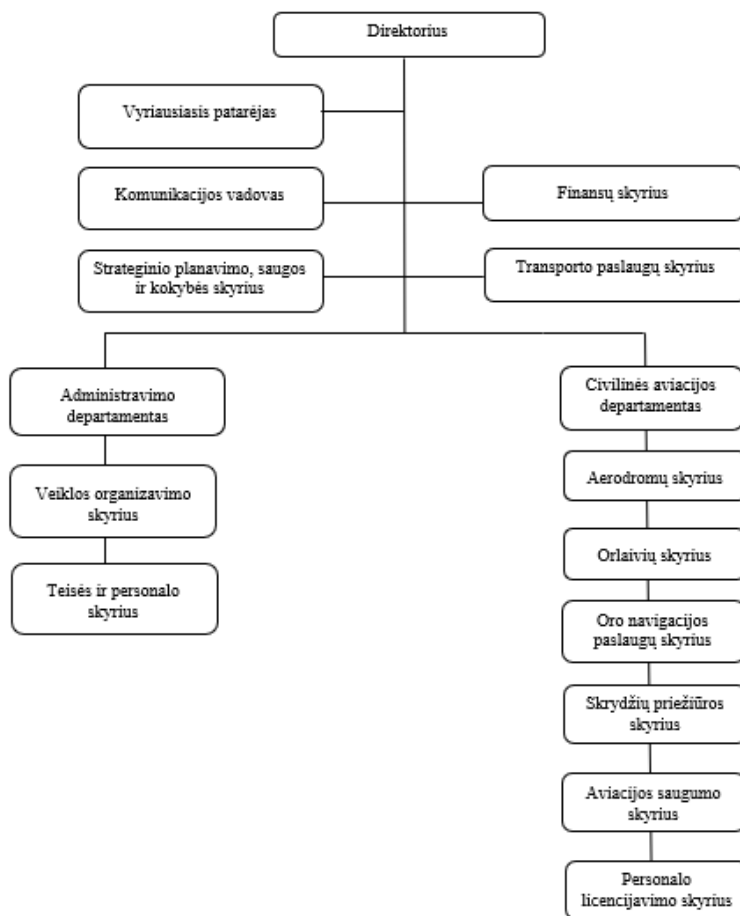 Direktorius
Vyriausiasis patarėjas
Komunikacijos vadovas
Finansų skyrius
Strateginio planavimo, saugos
ir kokybės skyrius
Transporto paslaugų skyrius
Administravimo
departamentas
Civilinės aviacijos
departamentas
Veiklos organizavimo
skyrius
Aerodromų skyrius
Teisės ir personalo
skyrius
Orlaivių skyrius
Oro navigacijos
paslaugų skyrius
Skrydžių priežiūros
skyrius
Aviacijos saugumo
skyrius
Personalo
licencijavimo skyrius